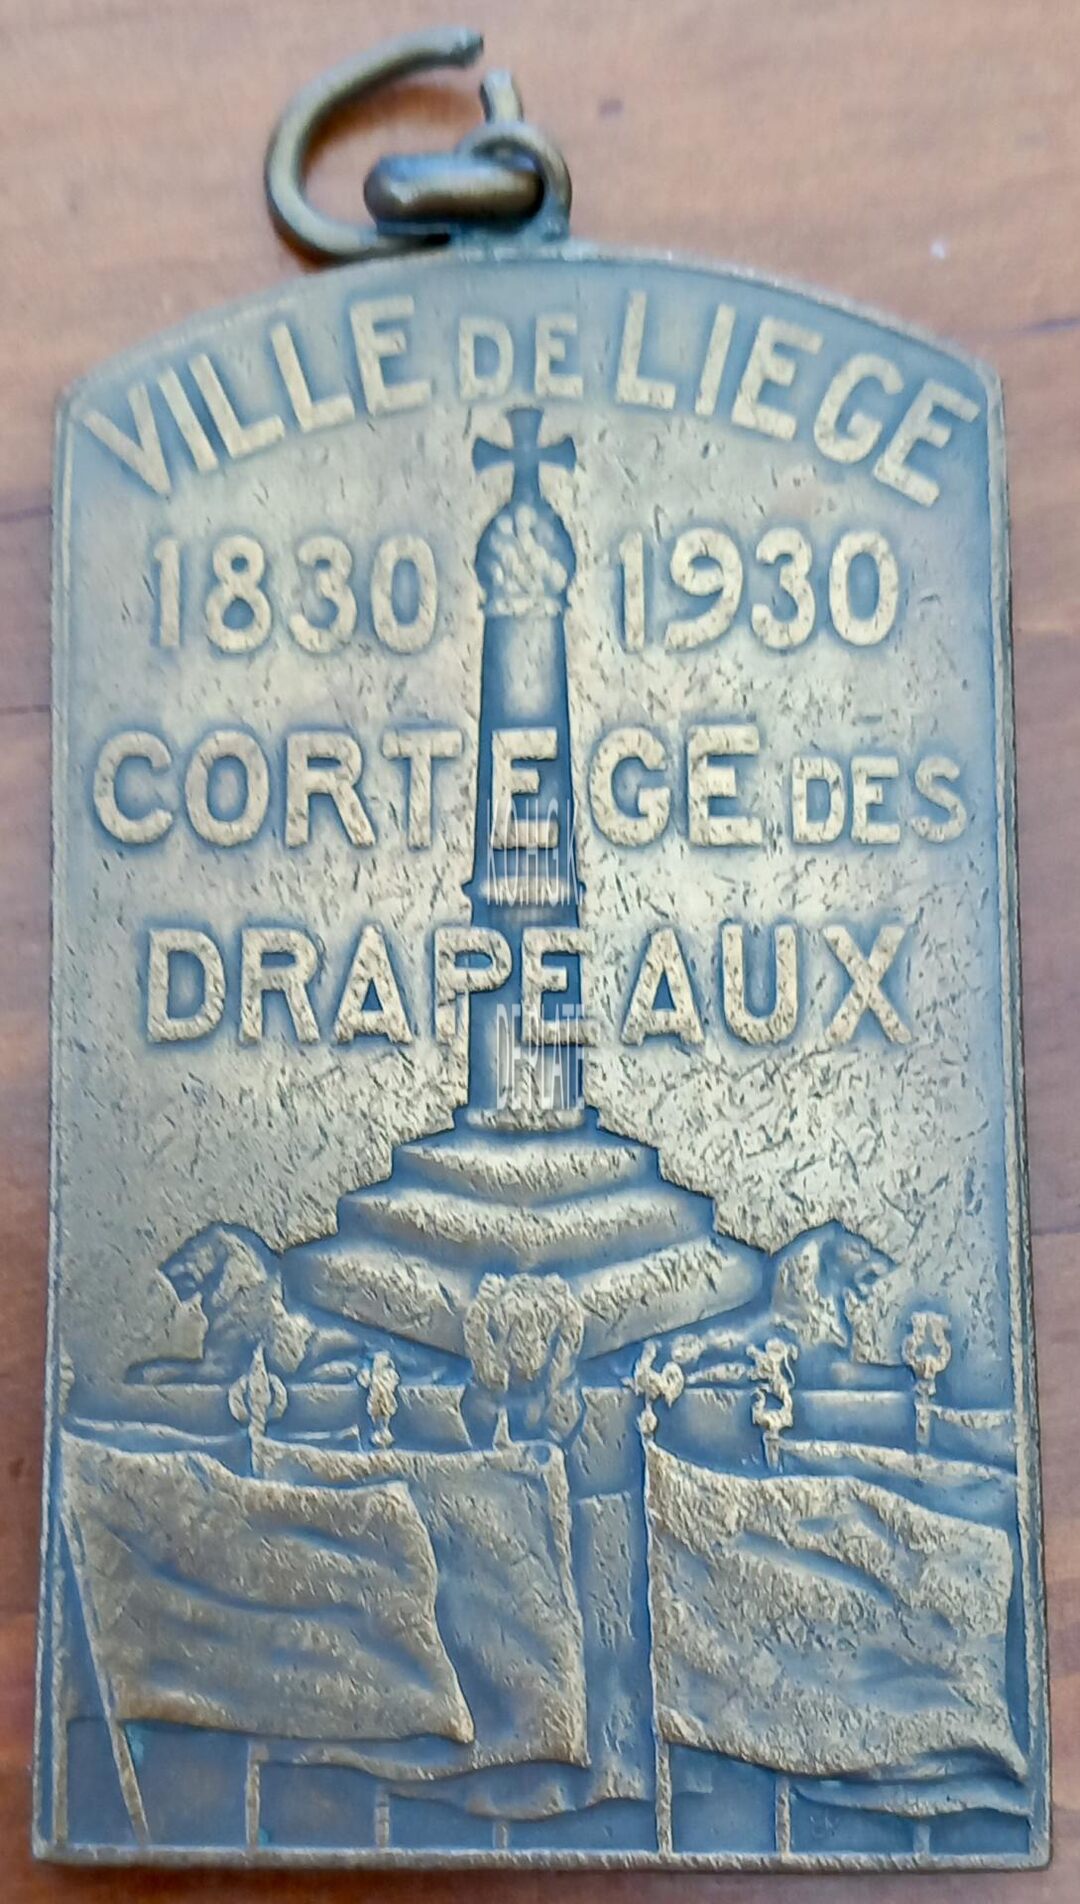 VILLE DE LIEGE
1830 1930
CORTEGE DES
DRAPEAUX